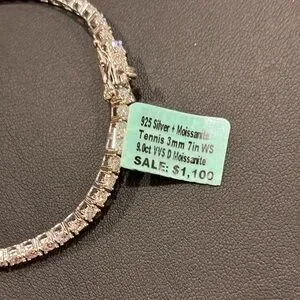 925 Silver + Moissanite
Tennis 3mm 7in WS
9.0ct VVS D Moissanite
SALE: $1,100